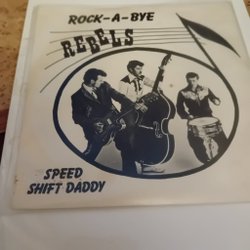 ROCK-A-BYE
REBELS
SPEED
SHIFT DADDY